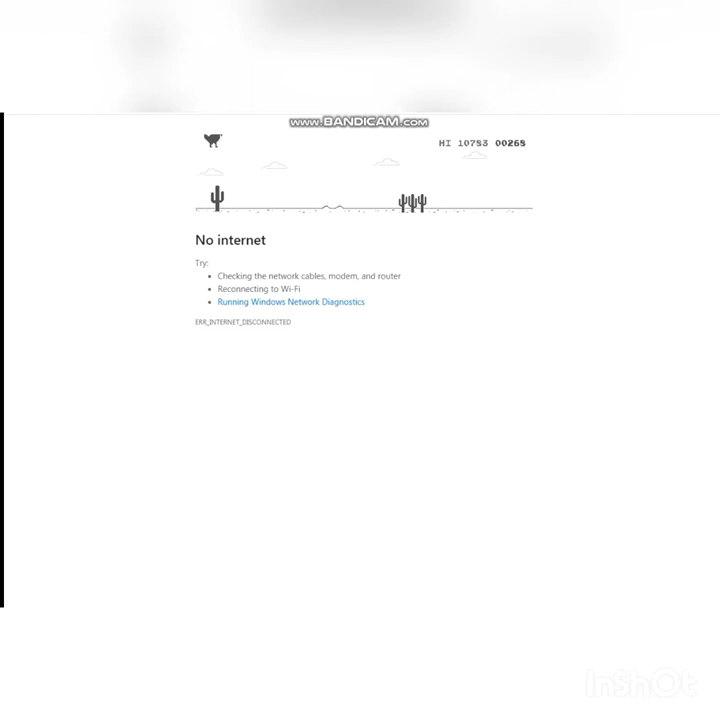 www.BANDICAM.com
HI 10783 00268
No internet
Try:
Checking the network cables, modem, and router
Reconnecting to Wi-Fi
Running Windows Network Diagnostics
ERR_INTERNET_DISCONNECTED
InShOt